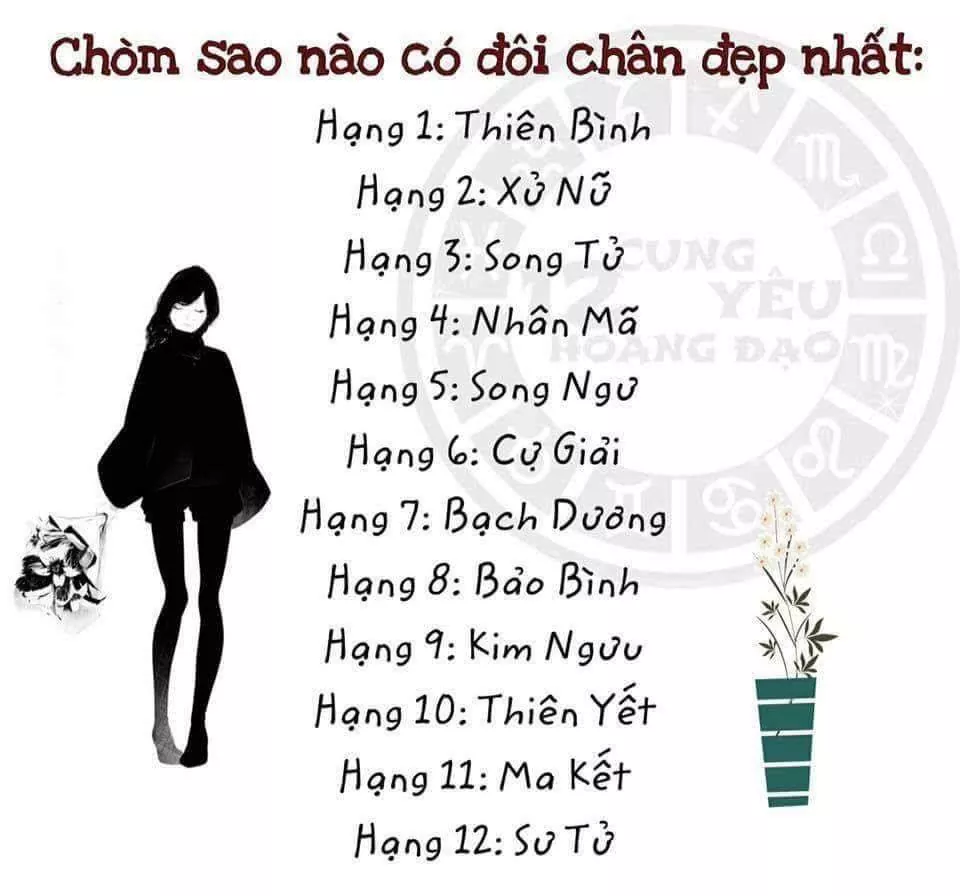 Chòm sao nào có đôi chân đẹp nhất:
Hạng 1: Thiên Bình
Hạng 2: Xử Nữ
Hạng 3: Song Tử
Hạng 4: Nhân Mã
Hạng 5: Song Ngư
Hạng 6: Cự Giải
Hạng 7: Bạch Dương
Hạng 8: Bảo Bình
Hạng 9: Kim Ngưu
Hạng 10: Thiên Yết
Hạng 11: Ma Kết
Hạng 12: Sư Tử
12 CUNG
YÊU
HOÀNG ĐẠO